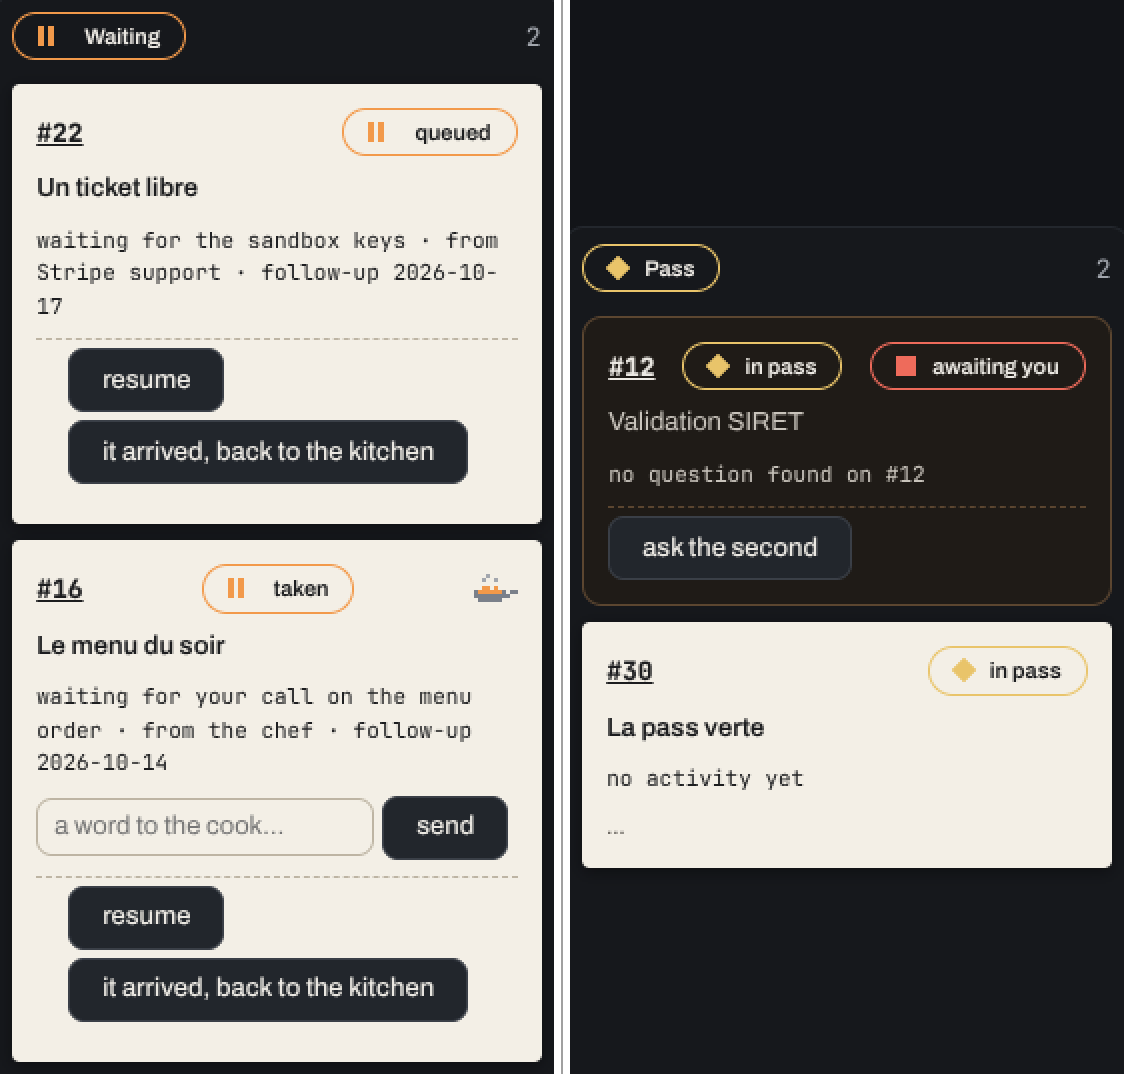 Waiting
2
#22
queued
Un ticket libre
waiting for the sandbox keys · from
Stripe support · follow-up 2026-10-
17
resume
it arrived, back to the kitchen
#16
taken
Le menu du soir
waiting for your call on the menu
order · from the chef · follow-up
2026-10-14
a word to the cook...
send
resume
it arrived, back to the kitchen
Pass
2
#12
in pass
awaiting you
Validation SIRET
no question found on #12
ask the second
#30
in pass
La pass verte
no activity yet
...